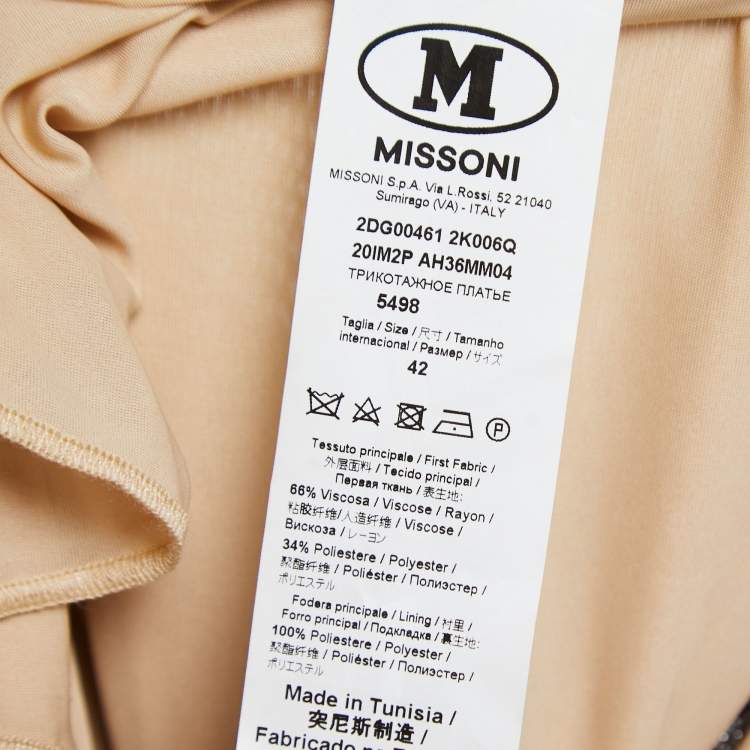 M
MISSONI
MISSONI S.p.A. Via L.Rossi, 52 21040
Sumirago (VA) - ITALY
2DG00461 2K006Q
20IM2P AH36MM04
ТРИКОТАЖНОЕ ПЛАТЬЕ
5498
Taglia / Size / 尺寸 / Tamanho
internacional / Размер / サイズ
42
P
Tessuto principale / First Fabric /
外层面料 / Tecido principal /
Первая ткань / 表生地:
66% Viscosa / Viscose / Rayon /
粘胶纤维/人造纤维 / Viscose /
Вискоза / レーヨン
34% Poliestere / Polyester /
聚酯纤维 / Poliéster / Полиэстер /
ポリエステル
Fodera principale / Lining / 衬里 /
Forro principal / Подкладка / 裏生地:
100% Poliestere / Polyester /
聚酯纤维 / Poliéster / Полиэстер /
ポリエステル
Made in Tunisia /
突尼斯制造 /
Fabricado